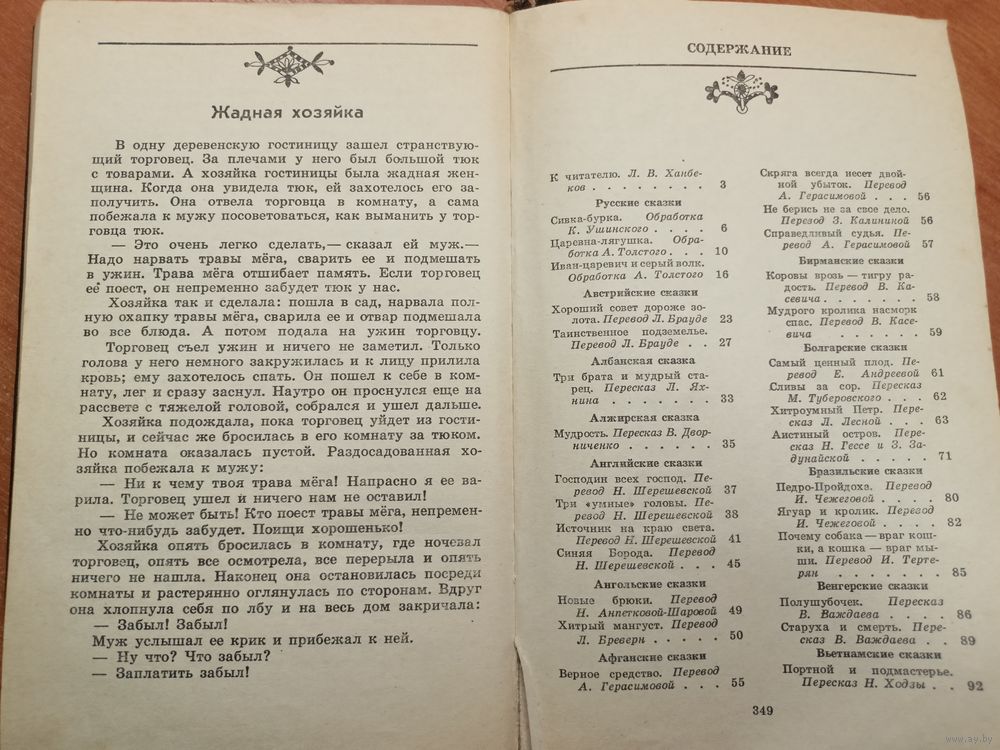 Жадная хозяйка
В одну деревенскую гостиницу зашел странствую-
щий торговец. За плечами у него был большой тюк
с товарами. А хозяйка гостиницы была жадная жен-
щина. Когда она увидела тюк, ей захотелось его за-
получить. Она отвела торговца в комнату, а сама
побежала к мужу посоветоваться, как выманить у тор-
говца тюк.
— Это очень легко сделать,— сказал ей муж.—
Надо нарвать травы мёга, сварить ее и подмешать
в ужин. Трава мёга отшибает память. Если торговец
её поест, он непременно забудет тюк у нас.
Хозяйка так и сделала: пошла в сад, нарвала пол-
ную охапку травы мёга, сварила ее и отвар подмешала
во все блюда. А потом подала на ужин торговцу.
Торговец съел ужин и ничего не заметил. Только
голова у него немного закружилась и к лицу прилила
кровь; ему захотелось спать. Он пошел к себе в ком-
нату, лег и сразу заснул. Наутро он проснулся еще на
рассвете с тяжелой головой, собрался и ушел дальше.
Хозяйка подождала, пока торговец уйдет из гости-
ницы, и сейчас же бросилась в его комнату за тюком.
Но комната оказалась пустой. Раздосадованная хо-
зяйка побежала к мужу:
— Ни к чему твоя трава мёга! Напрасно я ее ва-
рила. Торговец ушел и ничего нам не оставил!
— Не может быть! Кто поест травы мёга, непремен-
но что-нибудь забудет. Поищи хорошенько!
Хозяйка опять бросилась в комнату, где ночевал
торговец, опять все осмотрела, все перерыла и опять
ничего не нашла. Наконец она остановилась посреди
комнаты и растерянно оглянулась по сторонам. Вдруг
она хлопнула себя по лбу и на весь дом закричала:
— Забыл! Забыл!
Муж услышал ее крик и прибежал к ней.
— Ну что? Что забыл?
— Заплатить забыл!
СОДЕРЖАНИЕ
К читателю. Л. В. Ханбе-
ков . . . . . . . . 3
Русские сказки
Сивка-бурка. Обработка
К. Ушинского. . . . . 6
Царевна-лягушка. Обра-
ботка А. Толстого . . . 10
Иван-царевич и серый волк.
Обработка А. Толстого 16
Австрийские сказки
Хороший совет дороже зо-
лота. Перевод Л. Брауде 23
Таинственное подземелье.
Перевод Л. Брауде . . 27
Албанская сказка
Три брата и мудрый ста-
рец. Пересказ Л. Ях-
нина . . . . . . . 33
Алжирская сказка
Мудрость. Пересказ В. Двор-
ниченко . . . . . . 35
Английские сказки
Господин всех господ. Пе-
ревод Н. Шерешевской 37
Три «умные» головы. Пе-
ревод Н. Шерешевской 38
Источник на краю света.
Перевод Н. Шерешевской 41
Синяя Борода. Перевод
Н. Шерешевской . . . 45
Ангольские сказки
Новые брюки. Перевод
Н. Аннетковой-Шаровой 49
Хитрый мангуст. Перевод
Л. Бреверн . . . . . 50
Афганские сказки
Верное средство. Перевод
А. Герасимовой . . . 55
Скряга всегда несет двой-
ной убыток. Перевод
А. Герасимовой . . . 56
Не берись не за свое дело.
Перевод З. Калининой 56
Справедливый судья. Пе-
ревод А. Герасимовой 57
Бирманские сказки
Коровы врозь — тигру ра-
дость. Перевод В. Ка-
севича . . . . . . . 58
Мудрого кролика насморк
спас. Перевод В. Касе-
вича . . . . . . 59
Болгарские сказки
Самый ценный плод. Пе-
ревод Е. Андреевой 61
Сливы за сор. Пересказ
М. Туберовского . . . 62
Хитроумный Петр. Пере-
сказ Л. Лесной . . . 63
Аистиный остров. Пере-
сказ Н. Гессе и З. За-
дунайской . . . . . 71
Бразильские сказки
Педро-Пройдоха. Перевод
И. Чежеговой . . . . 80
Ягуар и кролик. Перевод
И. Чежеговой . . . . 82
Почему собака — враг кош-
ки, а кошка — враг мы-
ши. Перевод И. Терте-
рян . . . . . . . 85
Венгерские сказки
Полушубочек. Пересказ
В. Важдаева . . . . 86
Старуха и смерть. Пере-
сказ В. Важдаева . . 89
Вьетнамские сказки
Портной и подмастерье.
Пересказ Н. Ходзы . . 92
349
www.ay.by